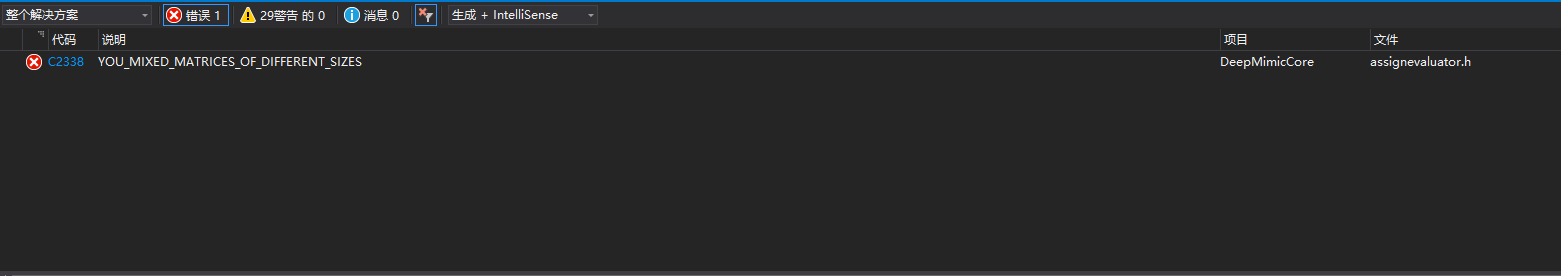 整个解决方案 错误 1 29警告 的 0 消息 0 生成 + IntelliSense
代码 说明 项目 文件
C2338 YOU_MIXED_MATRICES_OF_DIFFERENT_SIZES DeepMimicCore assignevaluator.h